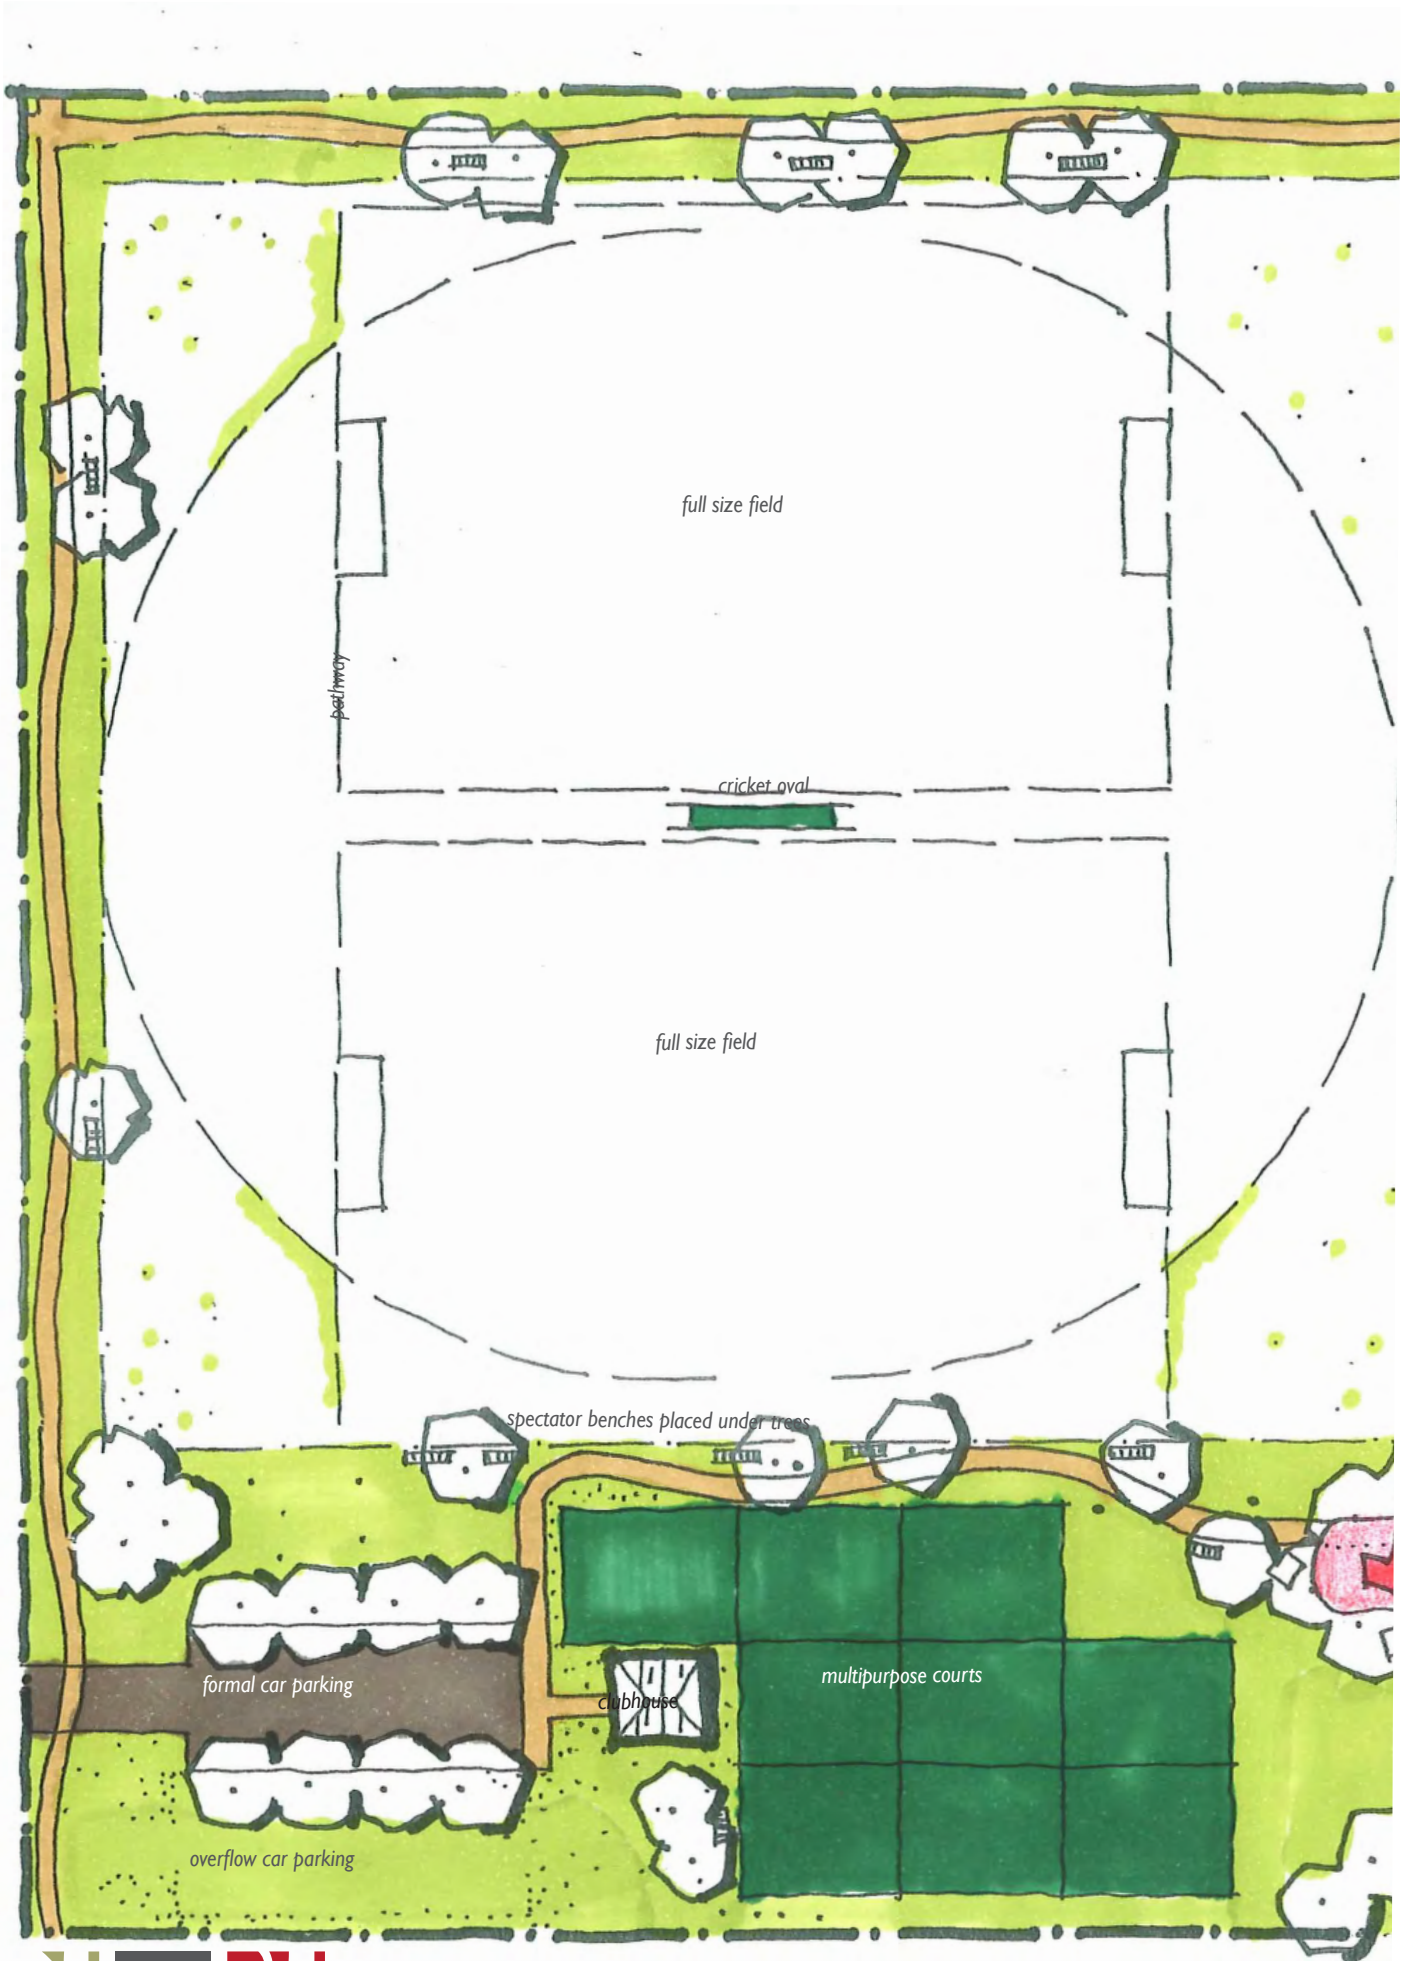 full size field
pathway
cricket oval
full size field
spectator benches placed under trees
formal car parking
multipurpose courts
clubhouse
overflow car parking